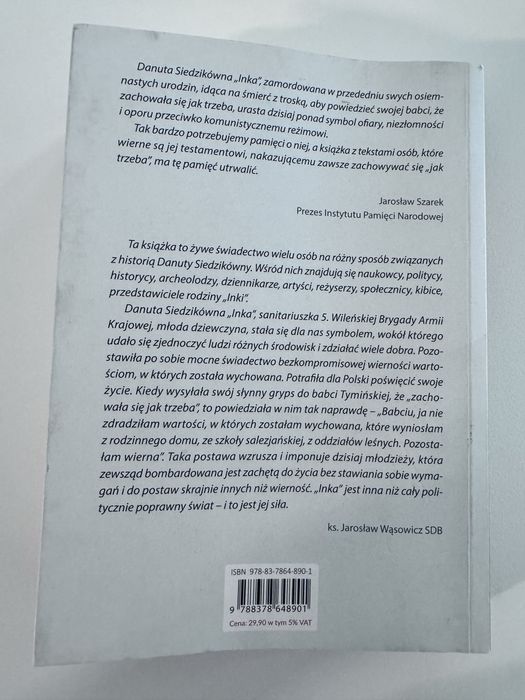 Danuta Siedzikówna „Inka”, zamordowana w przededniu swych osiem-
nastych urodzin, idąca na śmierć z troską, aby powiedzieć swojej babci, że
zachowała się jak trzeba, urasta dzisiaj ponad symbol ofiary, niezłomności
i oporu przeciwko komunistycznemu reżimowi.
Tak bardzo potrzebujemy pamięci o niej, a książka z tekstami osób, które
wierne są jej testamentowi, nakazującemu zawsze zachowywać się „jak
trzeba”, ma tę pamięć utrwalić.
Jarosław Szarek
Prezes Instytutu Pamięci Narodowej
Ta książka to żywe świadectwo wielu osób na różny sposób związanych
z historią Danuty Siedzikówny. Wśród nich znajdują się naukowcy, politycy,
historycy, archeolodzy, dziennikarze, artyści, reżyserzy, społecznicy, kibice,
przedstawiciele rodziny „Inki”.
Danuta Siedzikówna „Inka”, sanitariuszka 5. Wileńskiej Brygady Armii
Krajowej, młoda dziewczyna, stała się dla nas symbolem, wokół którego
udało się zjednoczyć ludzi różnych środowisk i zdziałać wiele dobra. Pozo-
stawiła po sobie mocne świadectwo bezkompromisowej wierności warto-
ściom, w których została wychowana. Potrafiła dla Polski poświęcić swoje
życie. Kiedy wysyłała swój słynny gryps do babci Tymińskiej, że „zacho-
wała się jak trzeba”, to powiedziała w nim tak naprawdę – „Babciu, ja nie
zdradziłam wartości, w których zostałam wychowana, które wyniosłam
z rodzinnego domu, ze szkoły salezjańskiej, z oddziałów leśnych. Pozosta-
łam wierna”. Taka postawa wzrusza i imponuje dzisiaj młodzieży, która
zewsząd bombardowana jest zachętą do życia bez stawiania sobie wyma-
gań i do postaw skrajnie innych niż wierność. „Inka” jest inna niż cały poli-
tycznie poprawny świat – i to jest jej siła.
ks. Jarosław Wąsowicz SDB
ISBN 978-83-7864-890-1
9 788378 648901
Cena: 29,90 w tym 5% VAT